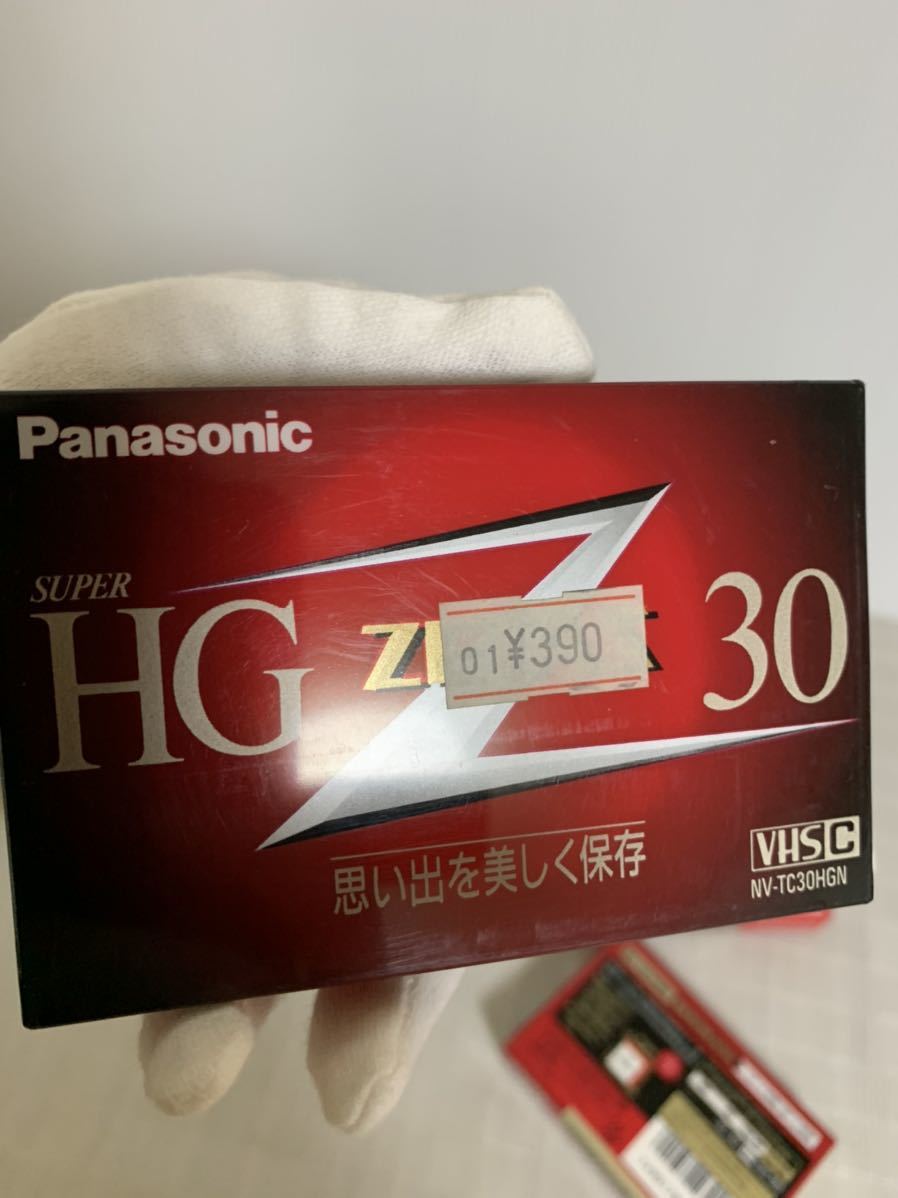 Panasonic
SUPER
HG
01 ¥390
30
思い出を美しく保存
VHS C
NV-TC30HGN